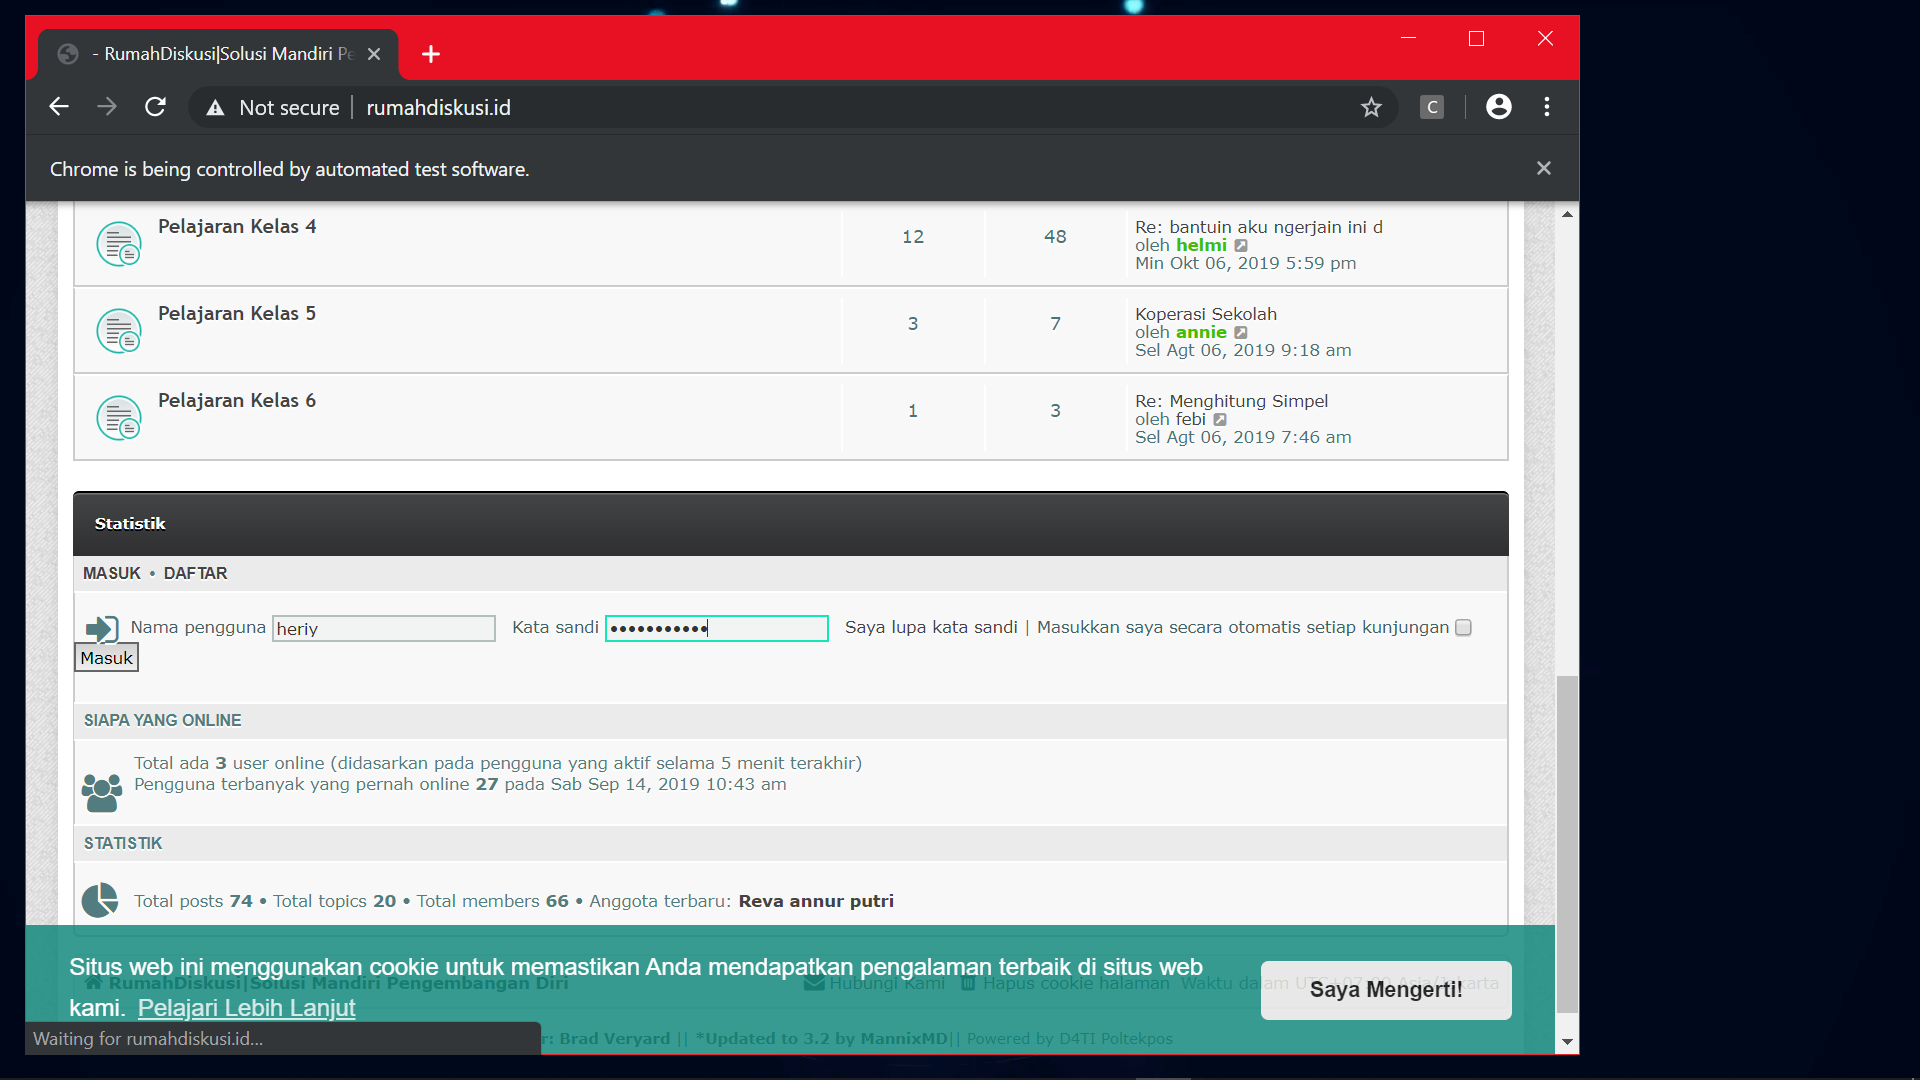 - RumahDiskusi|Solusi Mandiri Pe
Not secure
rumahdiskusi.id
C
Chrome is being controlled by automated test software.
Pelajaran Kelas 4
12
48
Re: bantuin aku ngerjain ini d
oleh helmi
Min Okt 06, 2019 5:59 pm
Pelajaran Kelas 5
3
7
Koperasi Sekolah
oleh annie
Sel Agt 06, 2019 9:18 am
Pelajaran Kelas 6
1
3
Re: Menghitung Simpel
oleh febi
Sel Agt 06, 2019 7:46 am
Statistik
MASUK • DAFTAR
Nama pengguna heriy Kata sandi ••••••••••• Saya lupa kata sandi | Masukkan saya secara otomatis setiap kunjungan
Masuk
SIAPA YANG ONLINE
Total ada 3 user online (didasarkan pada pengguna yang aktif selama 5 menit terakhir)
Pengguna terbanyak yang pernah online 27 pada Sab Sep 14, 2019 10:43 am
STATISTIK
Total posts 74 • Total topics 20 • Total members 66 • Anggota terbaru: Reva annur putri
Situs web ini menggunakan cookie untuk memastikan Anda mendapatkan pengalaman terbaik di situs web
kami. Pelajari Lebih Lanjut
Saya Mengerti!
RumahDiskusi|Solusi Mandiri Pengembangan Diri
Hubungi Kami
Hapus cookie halaman
Waktu dalam
Waiting for rumahdiskusi.id...
r: Brad Veryard || *Updated to 3.2 by MannixMD|| Powered by D4TI Poltekpos